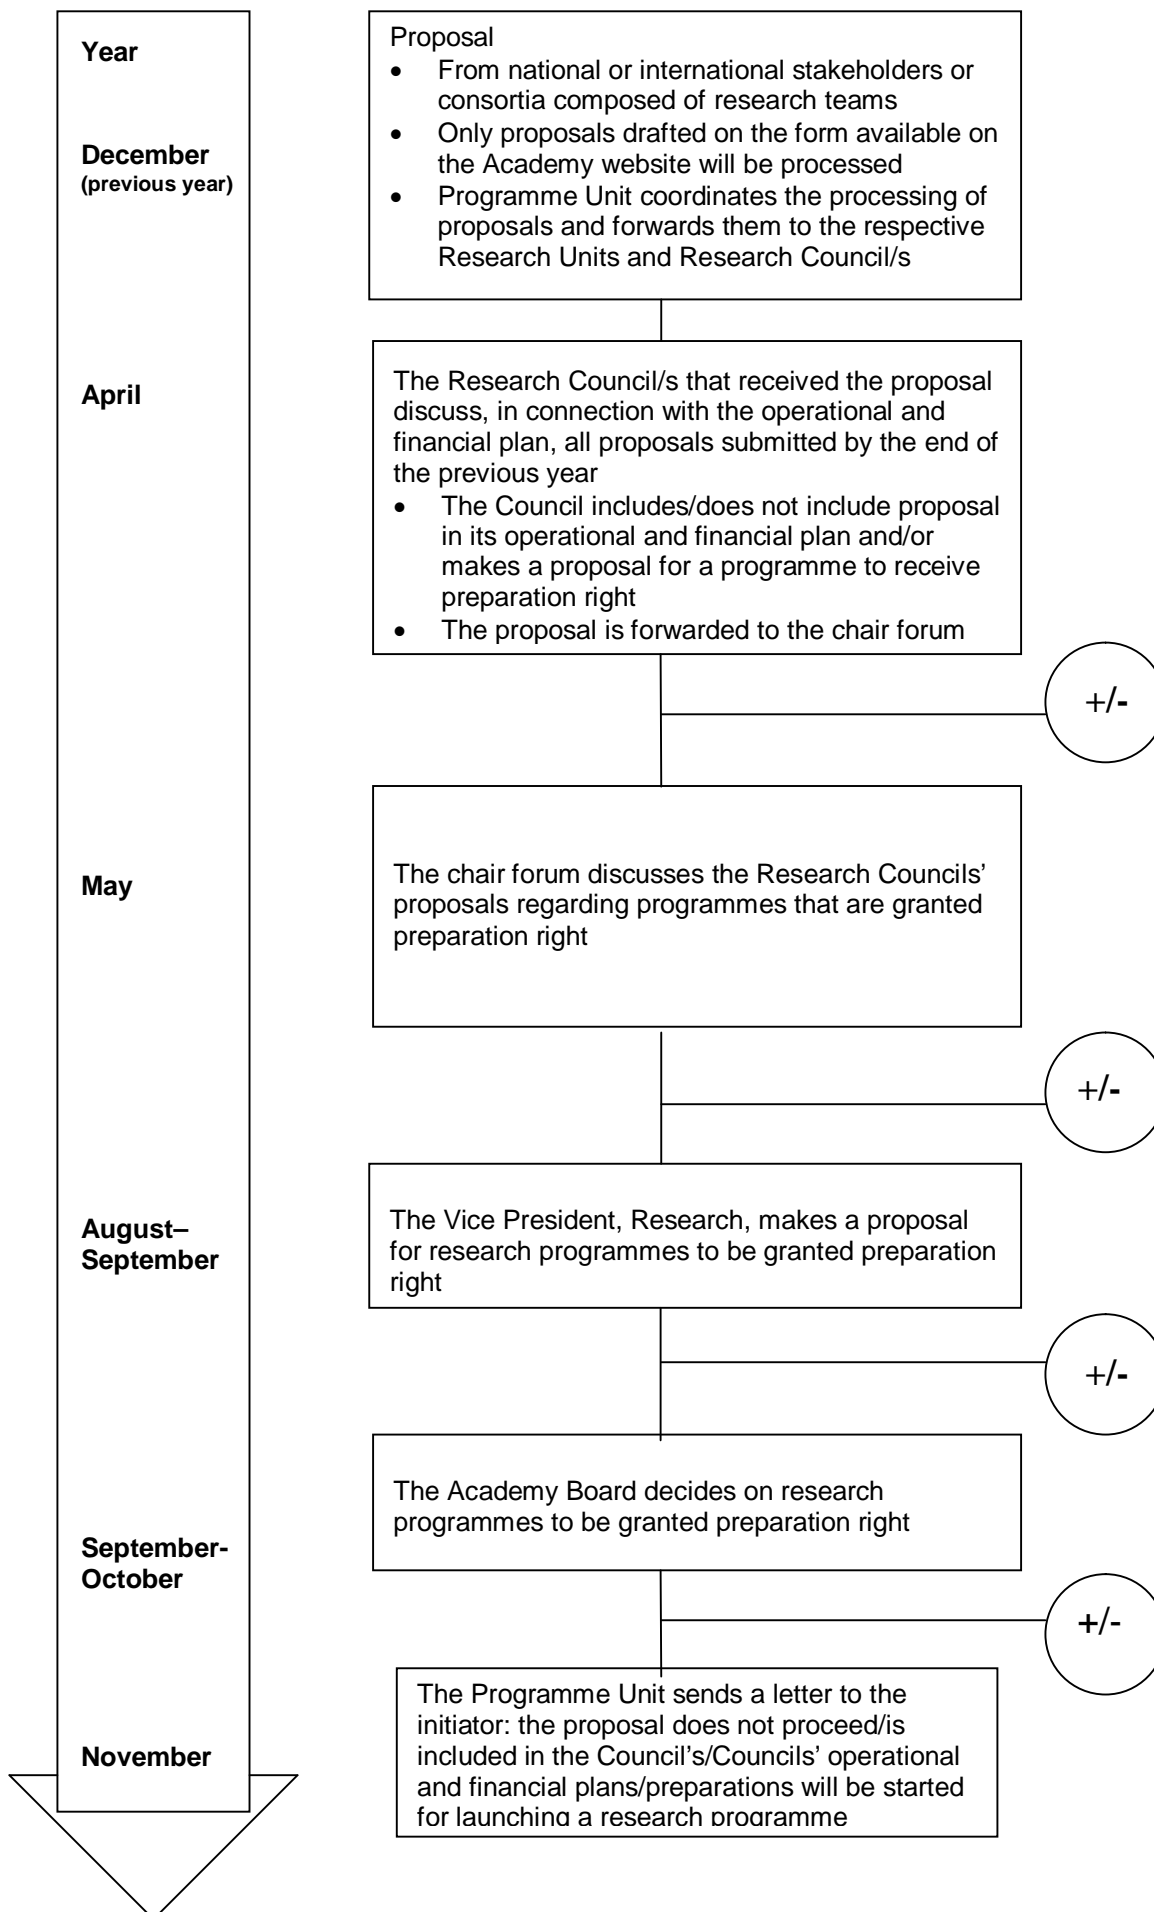 Year
Proposal
• From national or international stakeholders or
consortia composed of research teams
December
(previous year)
• Only proposals drafted on the form available on
the Academy website will be processed
• Programme Unit coordinates the processing of
proposals and forwards them to the respective
Research Units and Research Council/s
April
The Research Council/s that received the proposal
discuss, in connection with the operational and
financial plan, all proposals submitted by the end of
the previous year
• The Council includes/does not include proposal
in its operational and financial plan and/or
makes a proposal for a programme to receive
preparation right
• The proposal is forwarded to the chair forum
+/-
May
The chair forum discusses the Research Councils’
proposals regarding programmes that are granted
preparation right
+/-
August–
September
The Vice President, Research, makes a proposal
for research programmes to be granted preparation
right
+/-
The Academy Board decides on research
programmes to be granted preparation right
September-
October
+/-
November
The Programme Unit sends a letter to the
initiator: the proposal does not proceed/is
included in the Council’s/Councils’ operational
and financial plans/preparations will be started
for launching a research programme